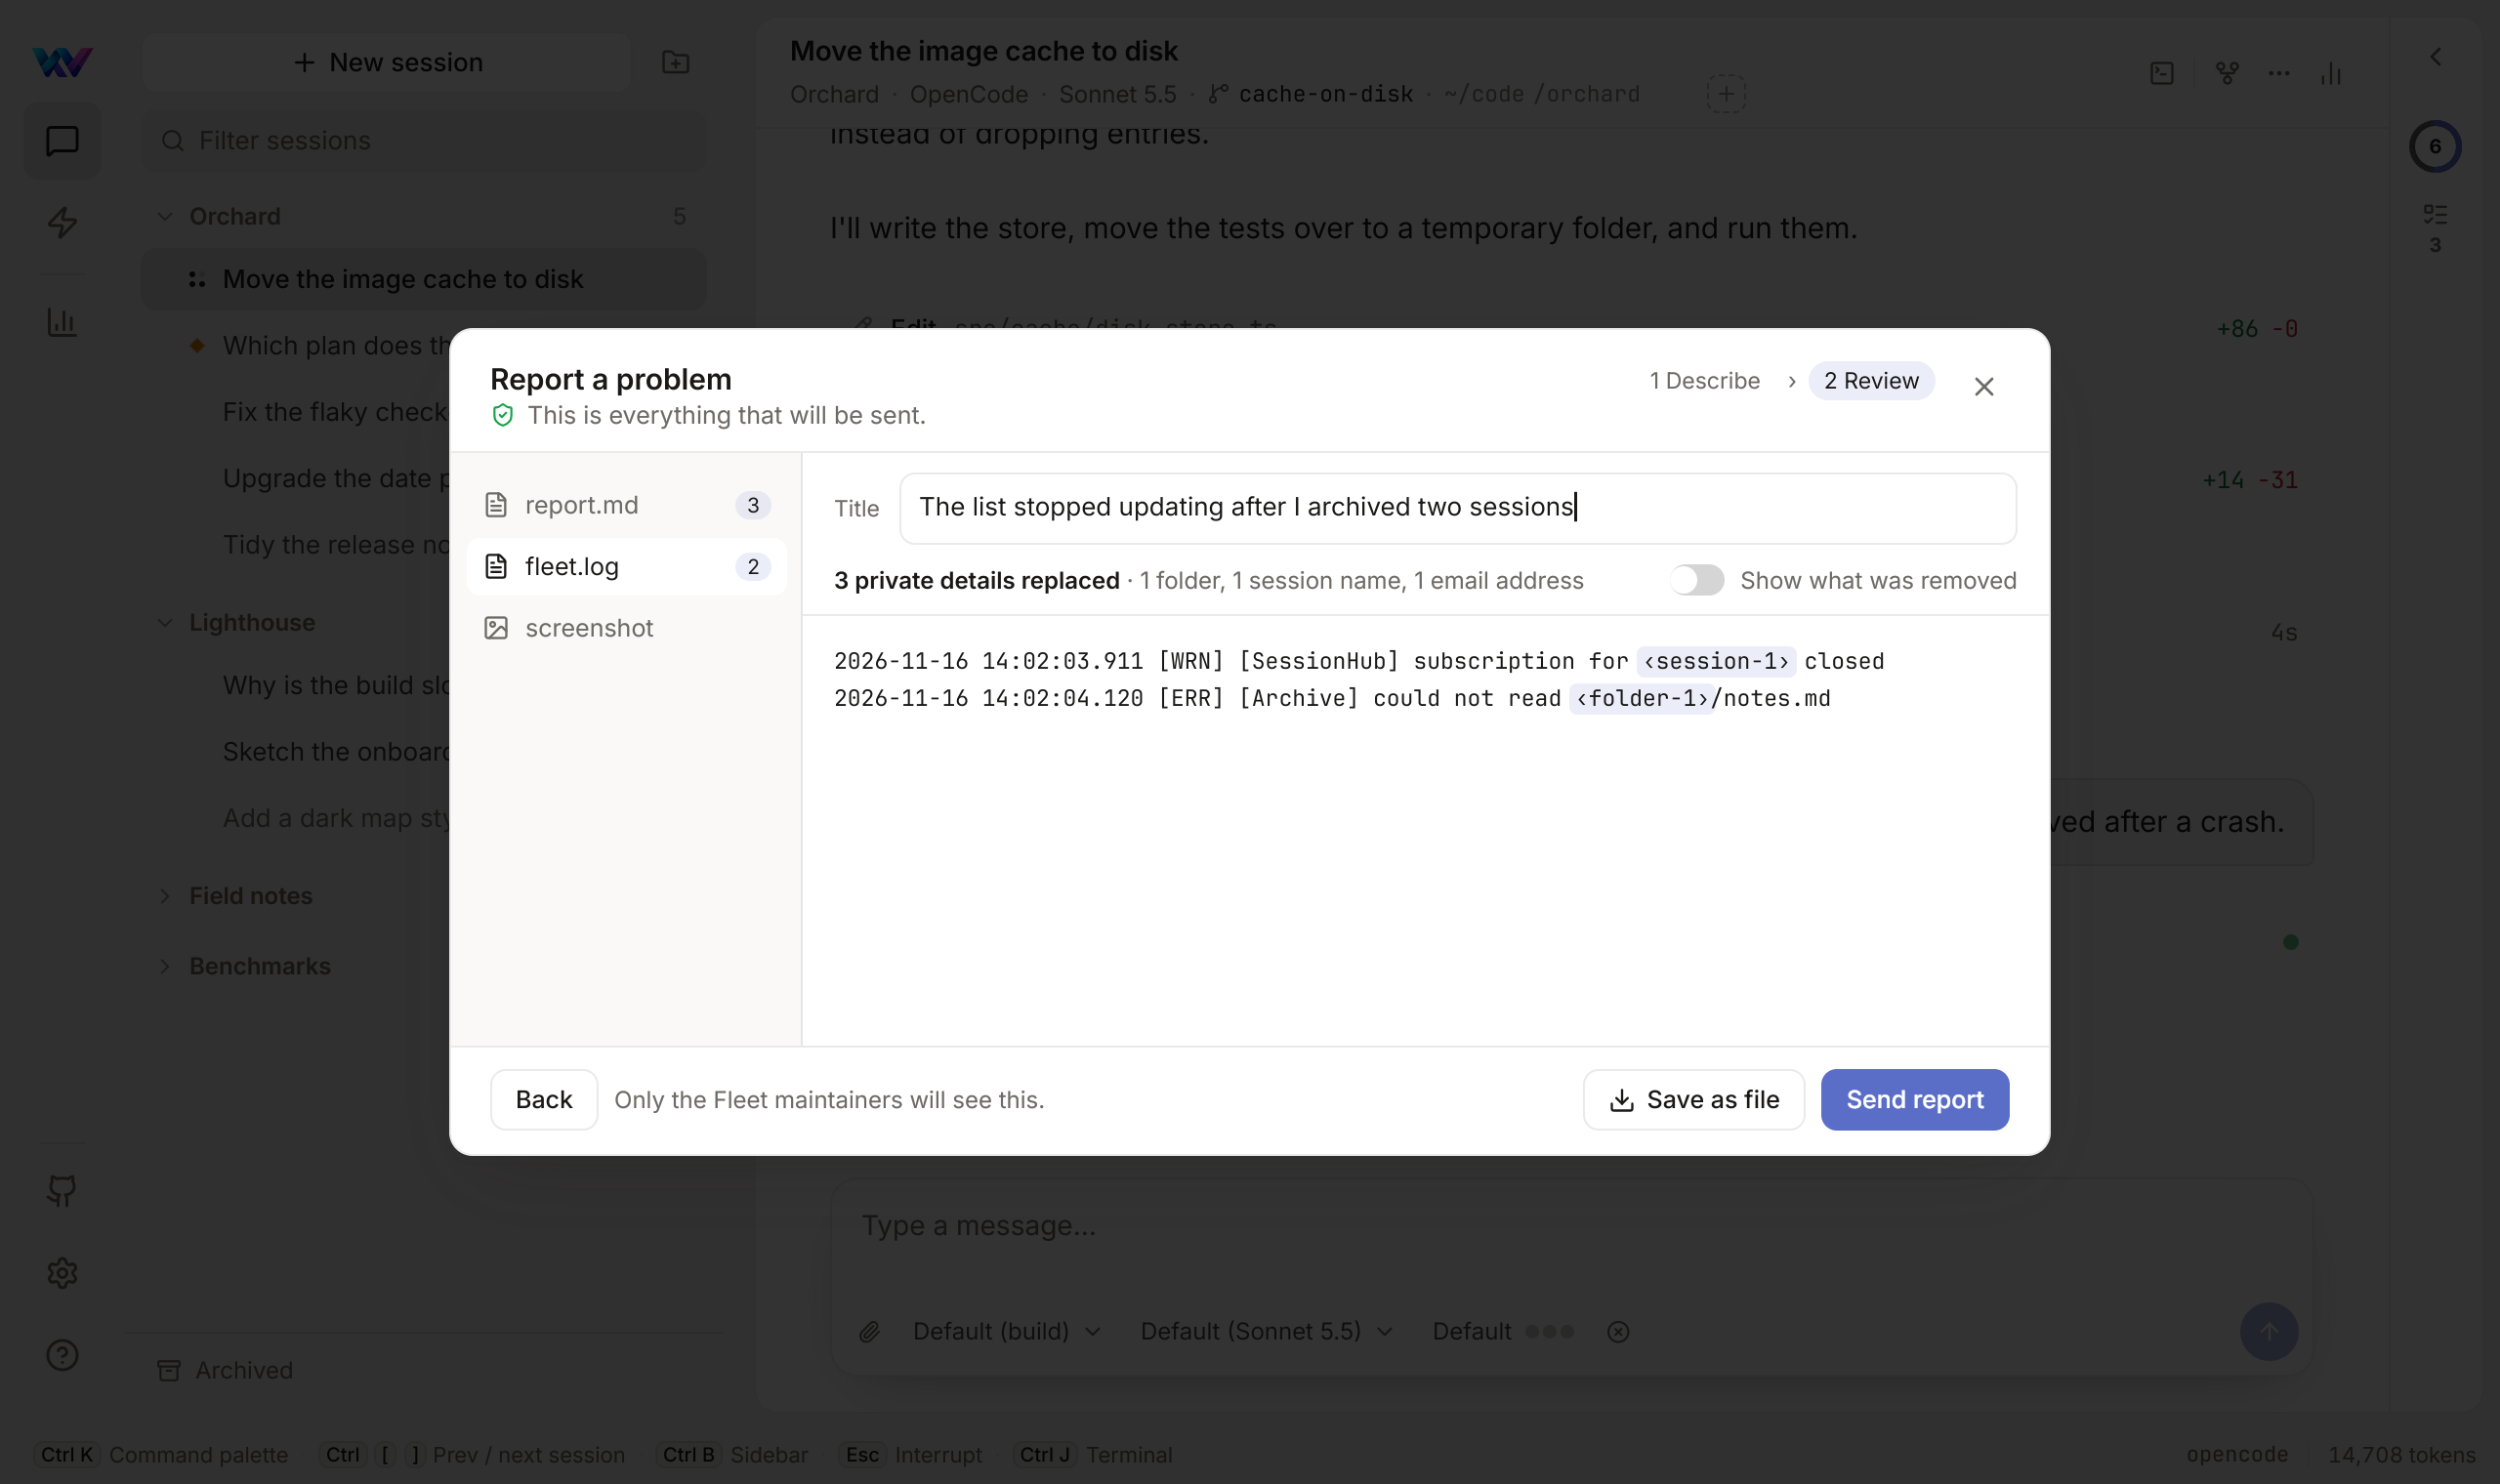 New session
Filter sessions
Orchard 5
Move the image cache to disk
Which plan does th
Fix the flaky check
Upgrade the date p
Tidy the release no
Lighthouse
Why is the build slo
Sketch the onboard
Add a dark map sty
Field notes
Benchmarks
Archived
Move the image cache to disk
Orchard · OpenCode · Sonnet 5.5 · cache-on-disk · ~/code /orchard
instead of dropping entries.
I'll write the store, move the tests over to a temporary folder, and run them.
Edit src/cache/disk-store.ts +86 -0
+14 -31
4s
ved after a crash.
6
3
Report a problem
This is everything that will be sent.
1 Describe › 2 Review
report.md 3
fleet.log 2
screenshot
Title The list stopped updating after I archived two sessions
3 private details replaced · 1 folder, 1 session name, 1 email address
Show what was removed
2026-11-16 14:02:03.911 [WRN] [SessionHub] subscription for ‹session-1› closed
2026-11-16 14:02:04.120 [ERR] [Archive] could not read ‹folder-1›/notes.md
Back
Only the Fleet maintainers will see this.
Save as file
Send report
Type a message...
Default (build) Default (Sonnet 5.5) Default
Ctrl K Command palette Ctrl [ ] Prev / next session Ctrl B Sidebar Esc Interrupt Ctrl J Terminal
opencode 14,708 tokens